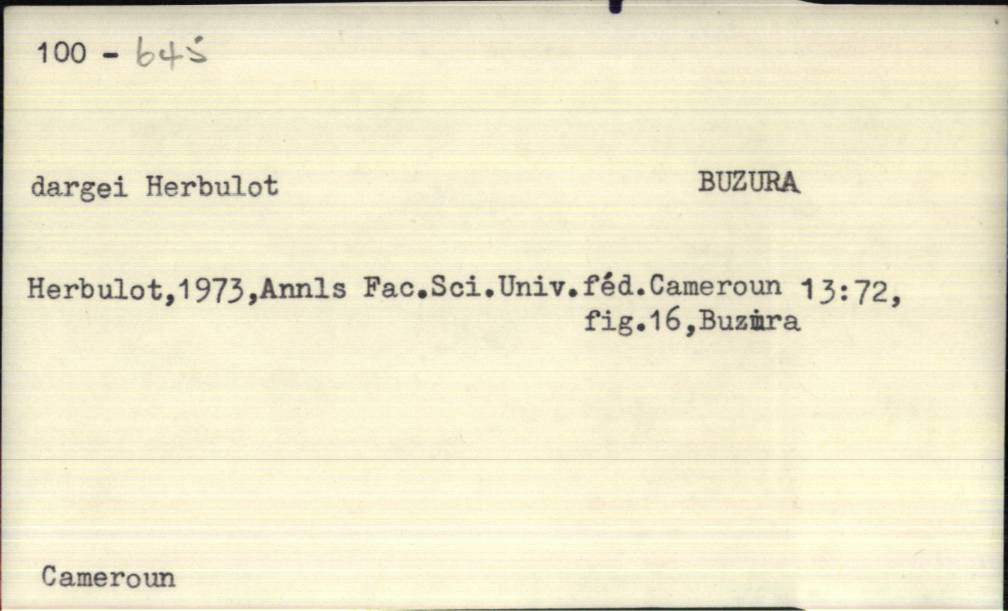 100 - 645
dargei Herbulot BUZURA
Herbulot,1973,Annls Fac.Sci.Univ.féd.Cameroun 13:72,
fig.16,Buzura
Cameroun